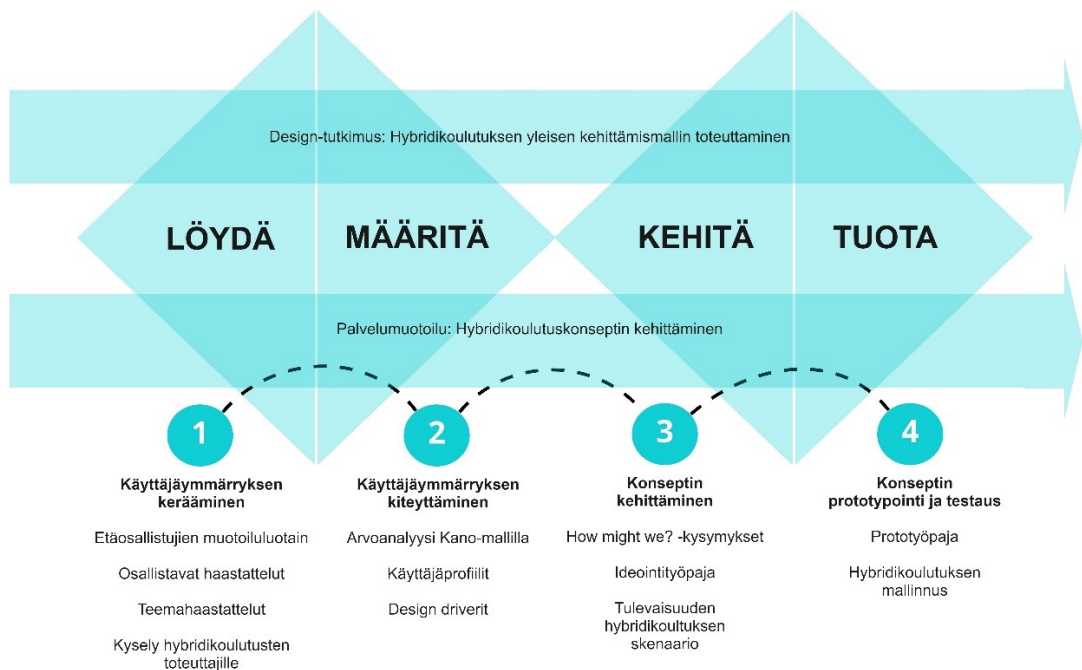 Design-tutkimus: Hybridikoulutuksen yleisen kehittämismallin toteuttaminen
LÖYDÄ
MÄÄRITÄ
KEHITÄ
TUOTA
Palvelumuotoilu: Hybridikoulutuskonseptin kehittäminen
1
Käyttäjäymmärryksen
kerääminen
Etäosallistujien muotoiluluotain
Osallistavat haastattelut
Teemahaastattelut
Kysely hybridikoulutusten
toteuttajille
2
Käyttäjäymmärryksen
kiteyttäminen
Arvoanalyysi Kano-mallilla
Käyttäjäprofiilit
Design driverit
3
Konseptin
kehittäminen
How might we? -kysymykset
Ideointityöpaja
Tulevaisuuden
hybridikoultuksen
skenaario
4
Konseptin
prototypointi ja testaus
Prototyöpaja
Hybridikoulutuksen
mallinnus